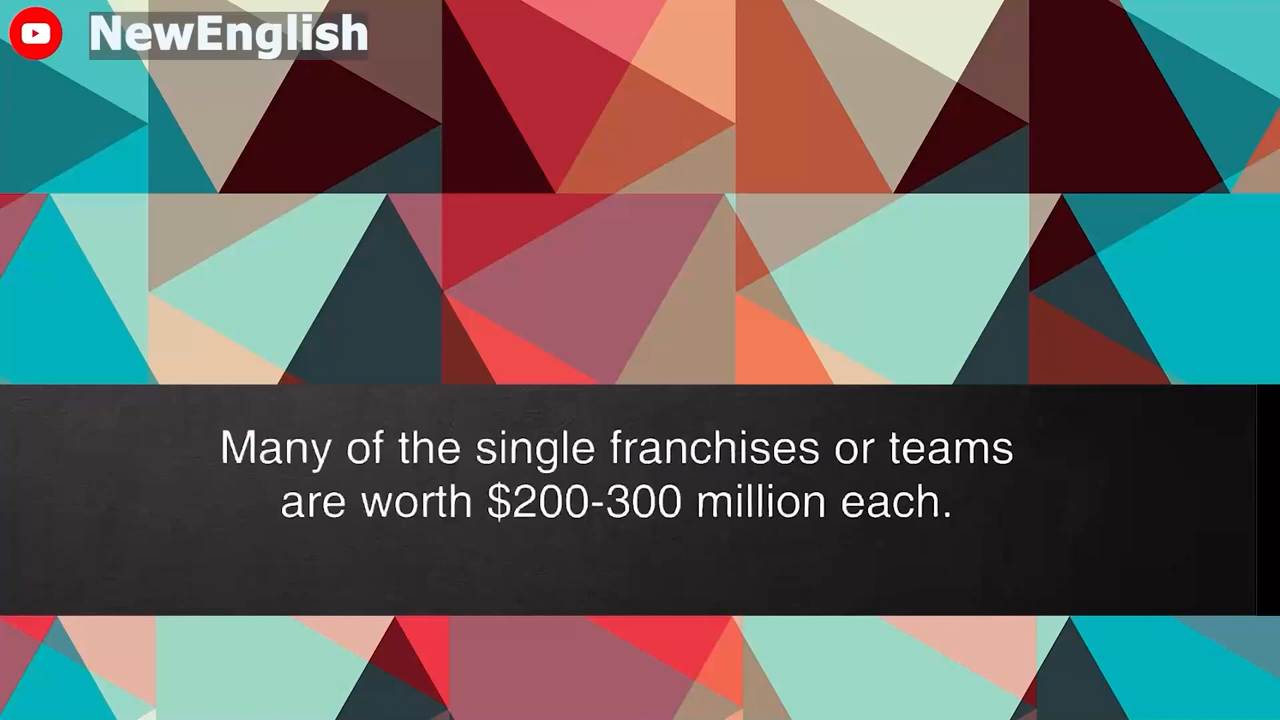 NewEnglish
Many of the single franchises or teams
are worth $200-300 million each.